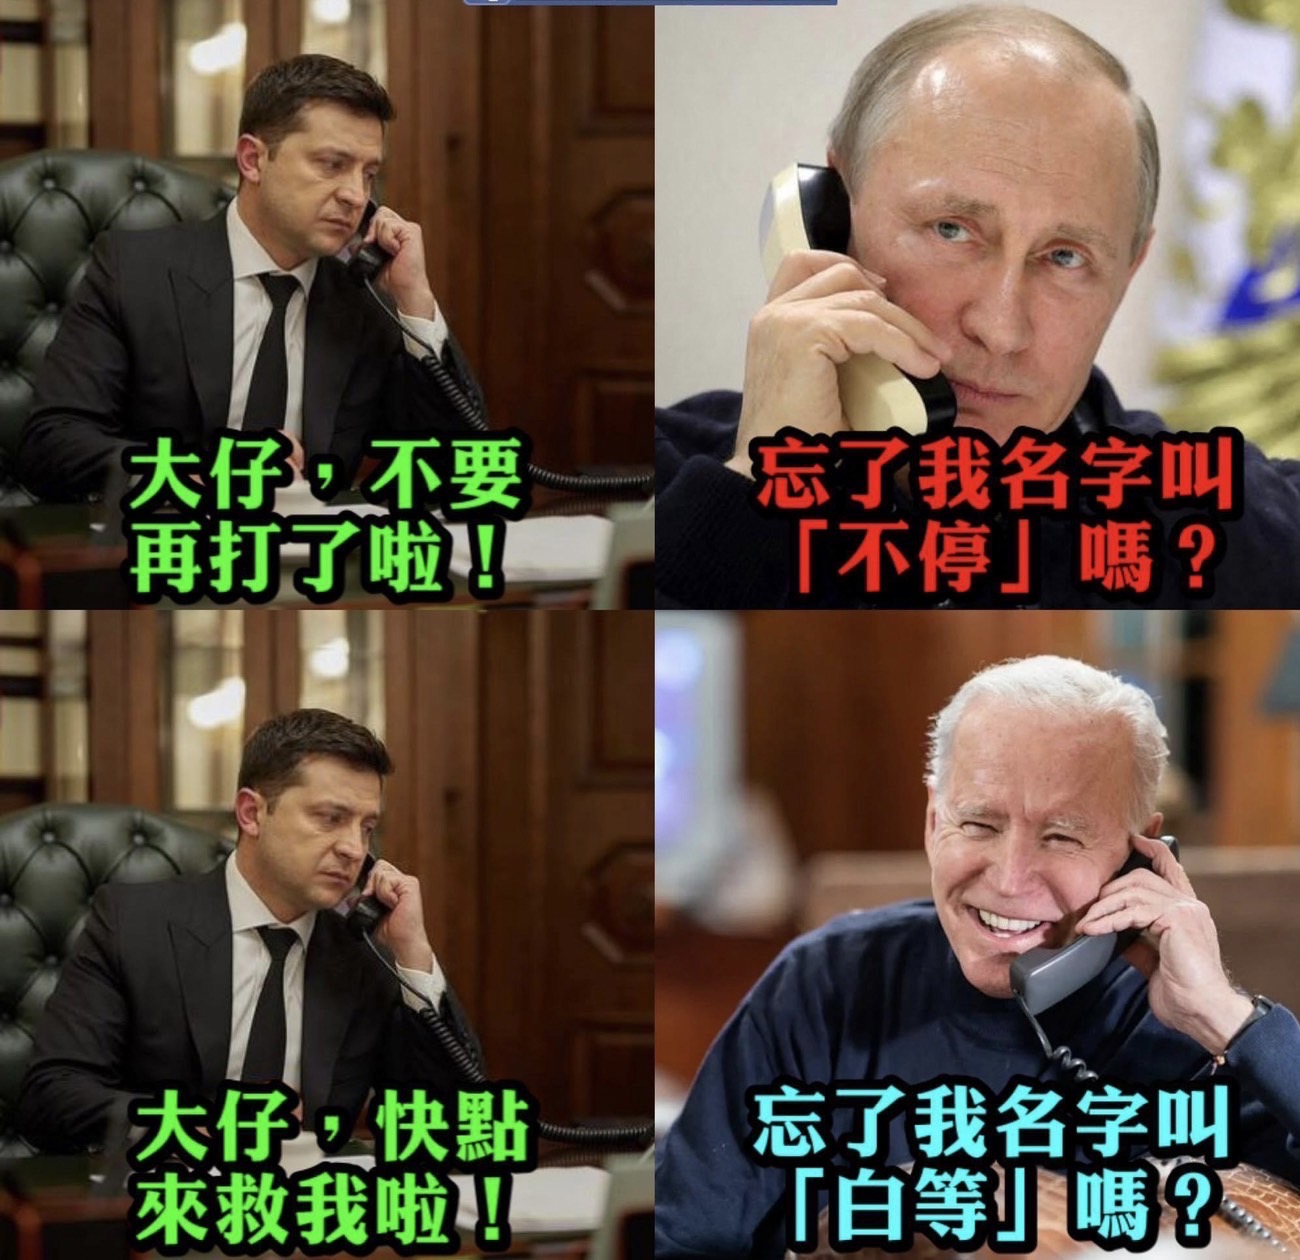 大仔，不要
再打了啦！
忘了我名字叫
「不停」嗎？
大仔，快點
來救我啦！
忘了我名字叫
「白等」嗎？